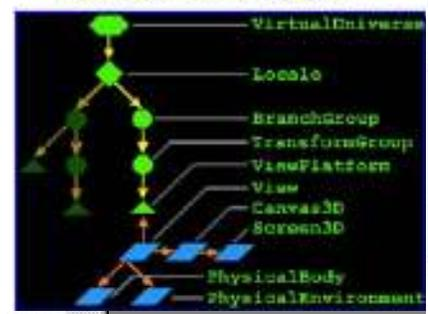 VirtualUniverse
Locale
BranchGroup
TransformGroup
ViewPlatform
View
Canvas3D
Screen3D
PhysicalBody
PhysicalEnvironment